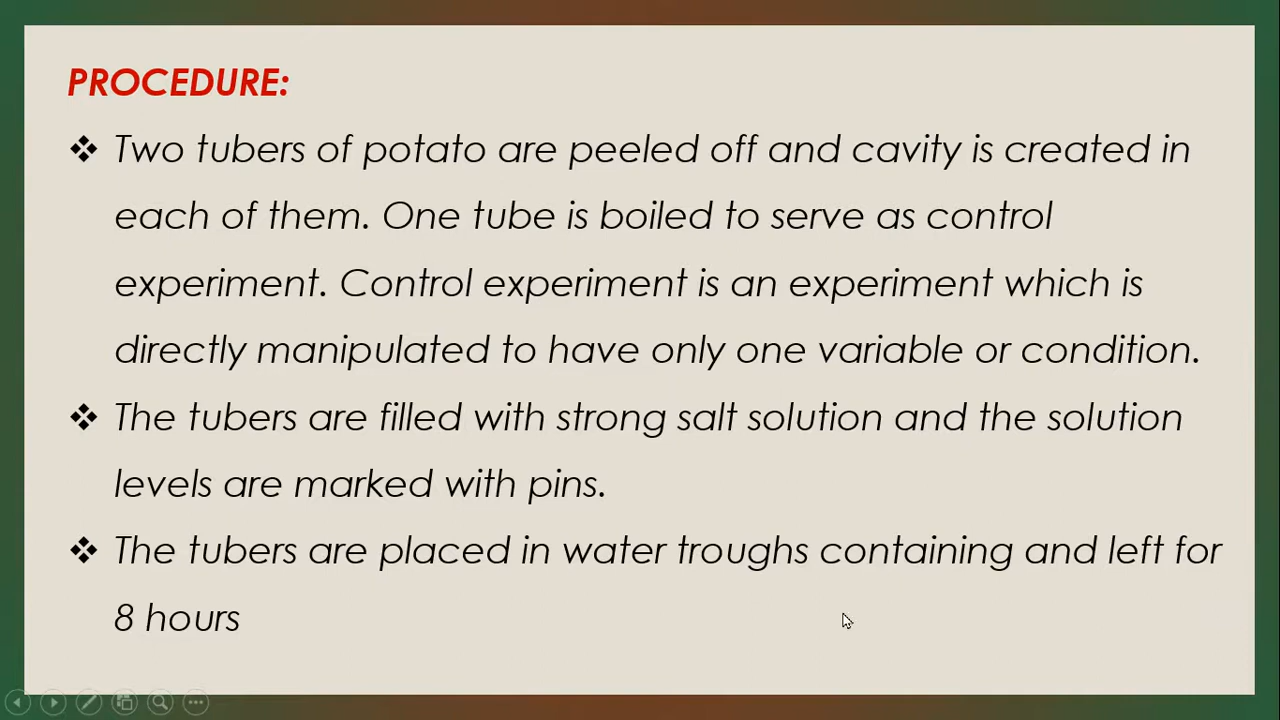 PROCEDURE:
❖ Two tubers of potato are peeled off and cavity is created in
each of them. One tube is boiled to serve as control
experiment. Control experiment is an experiment which is
directly manipulated to have only one variable or condition.
❖ The tubers are filled with strong salt solution and the solution
levels are marked with pins.
❖ The tubers are placed in water troughs containing and left for
8 hours